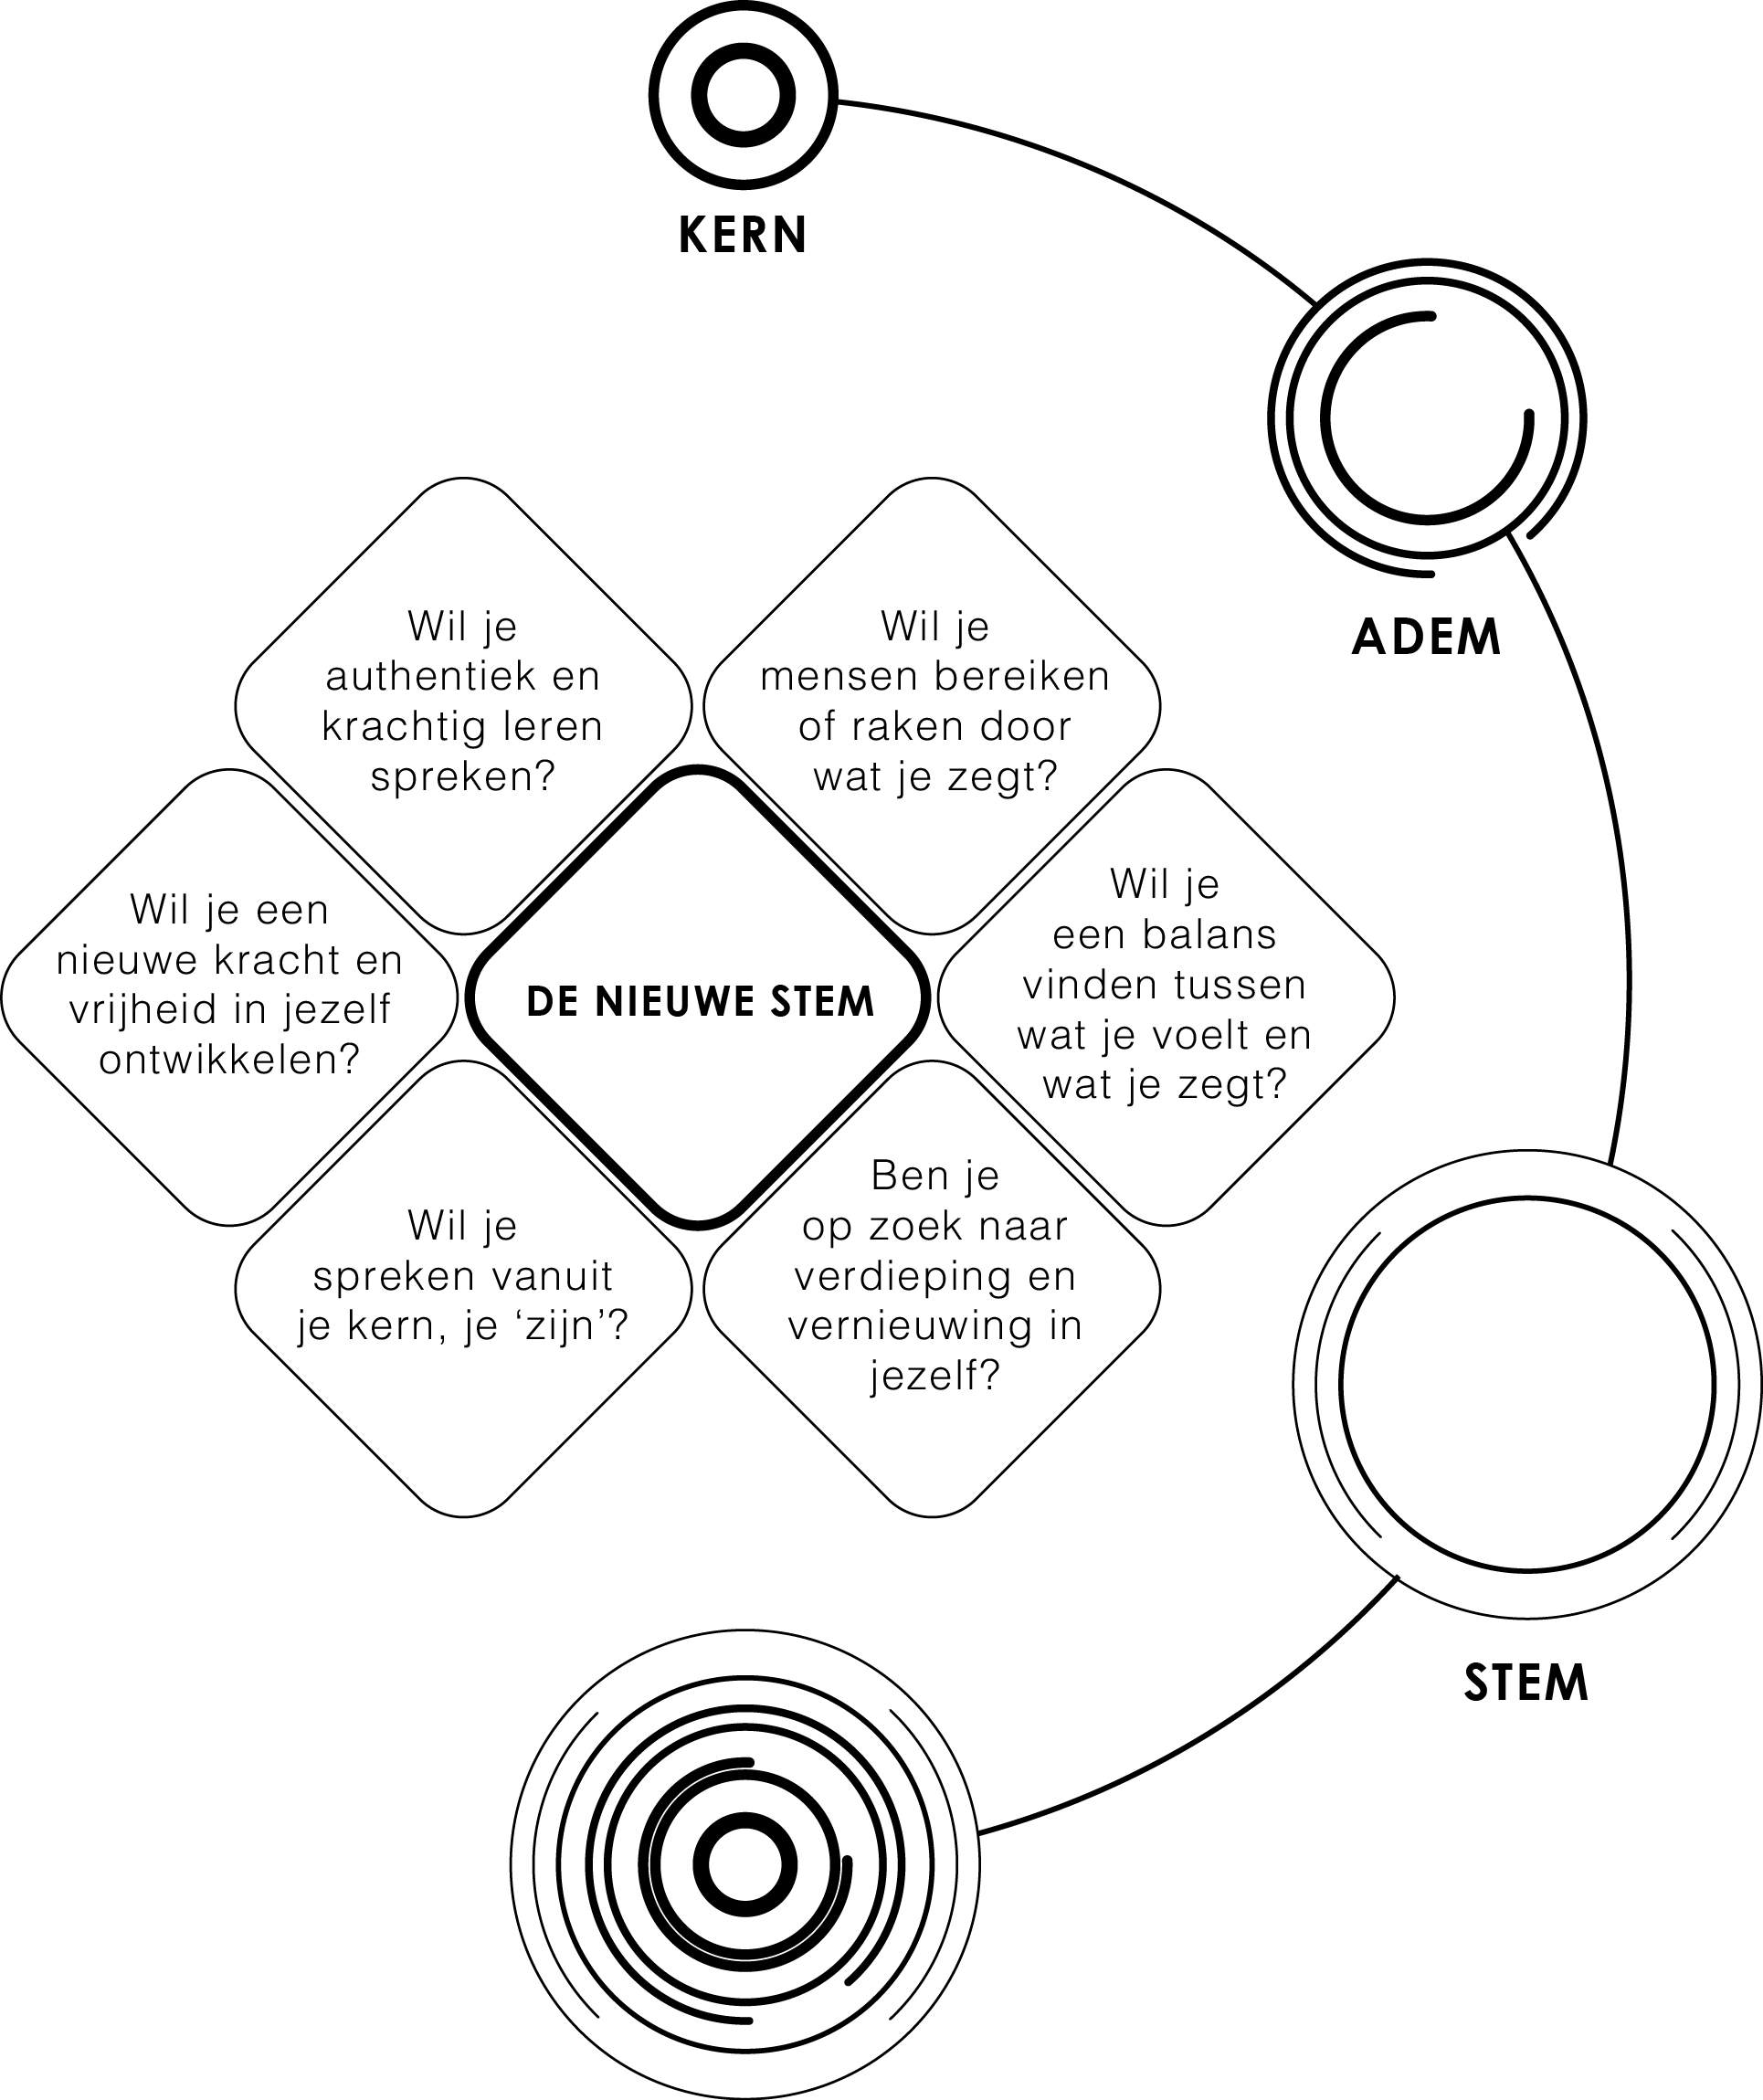 KERN
ADEM
Wil je
authentiek en
krachtig leren
spreken?
Wil je
mensen bereiken
of raken door
wat je zegt?
Wil je een
nieuwe kracht en
vrijheid in jezelf
ontwikkelen?
DE NIEUWE STEM
Wil je
een balans
vinden tussen
wat je voelt en
wat je zegt?
Wil je
spreken vanuit
je kern, je ‘zijn’?
Ben je
op zoek naar
verdieping en
vernieuwing in
jezelf?
STEM